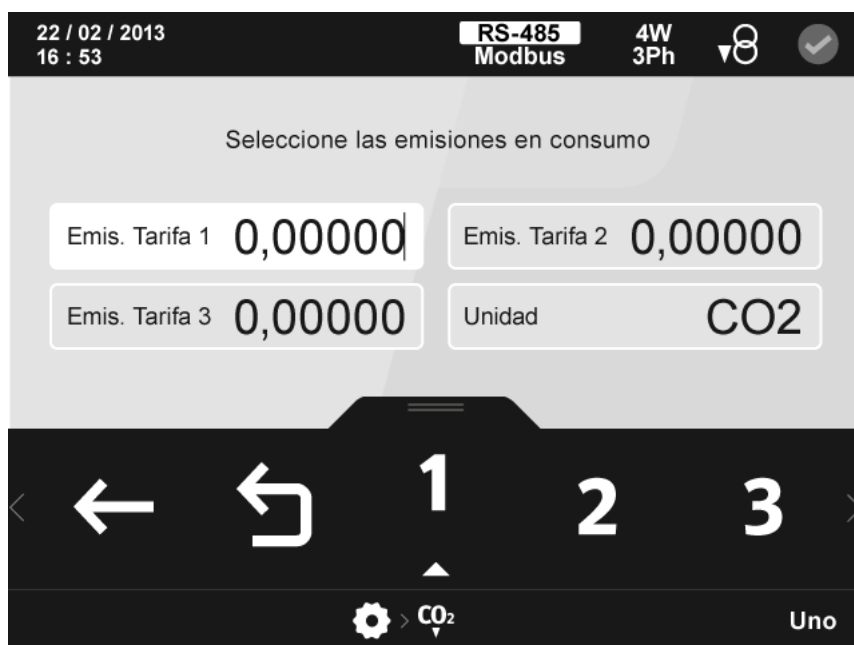 22 / 02 / 2013
16 : 53
RS-485
Modbus
4W
3Ph
Seleccione las emisiones en consumo
Emis. Tarifa 1 0,00000
Emis. Tarifa 2 0,00000
Emis. Tarifa 3 0,00000
Unidad CO2
1 2 3
CO2
Uno